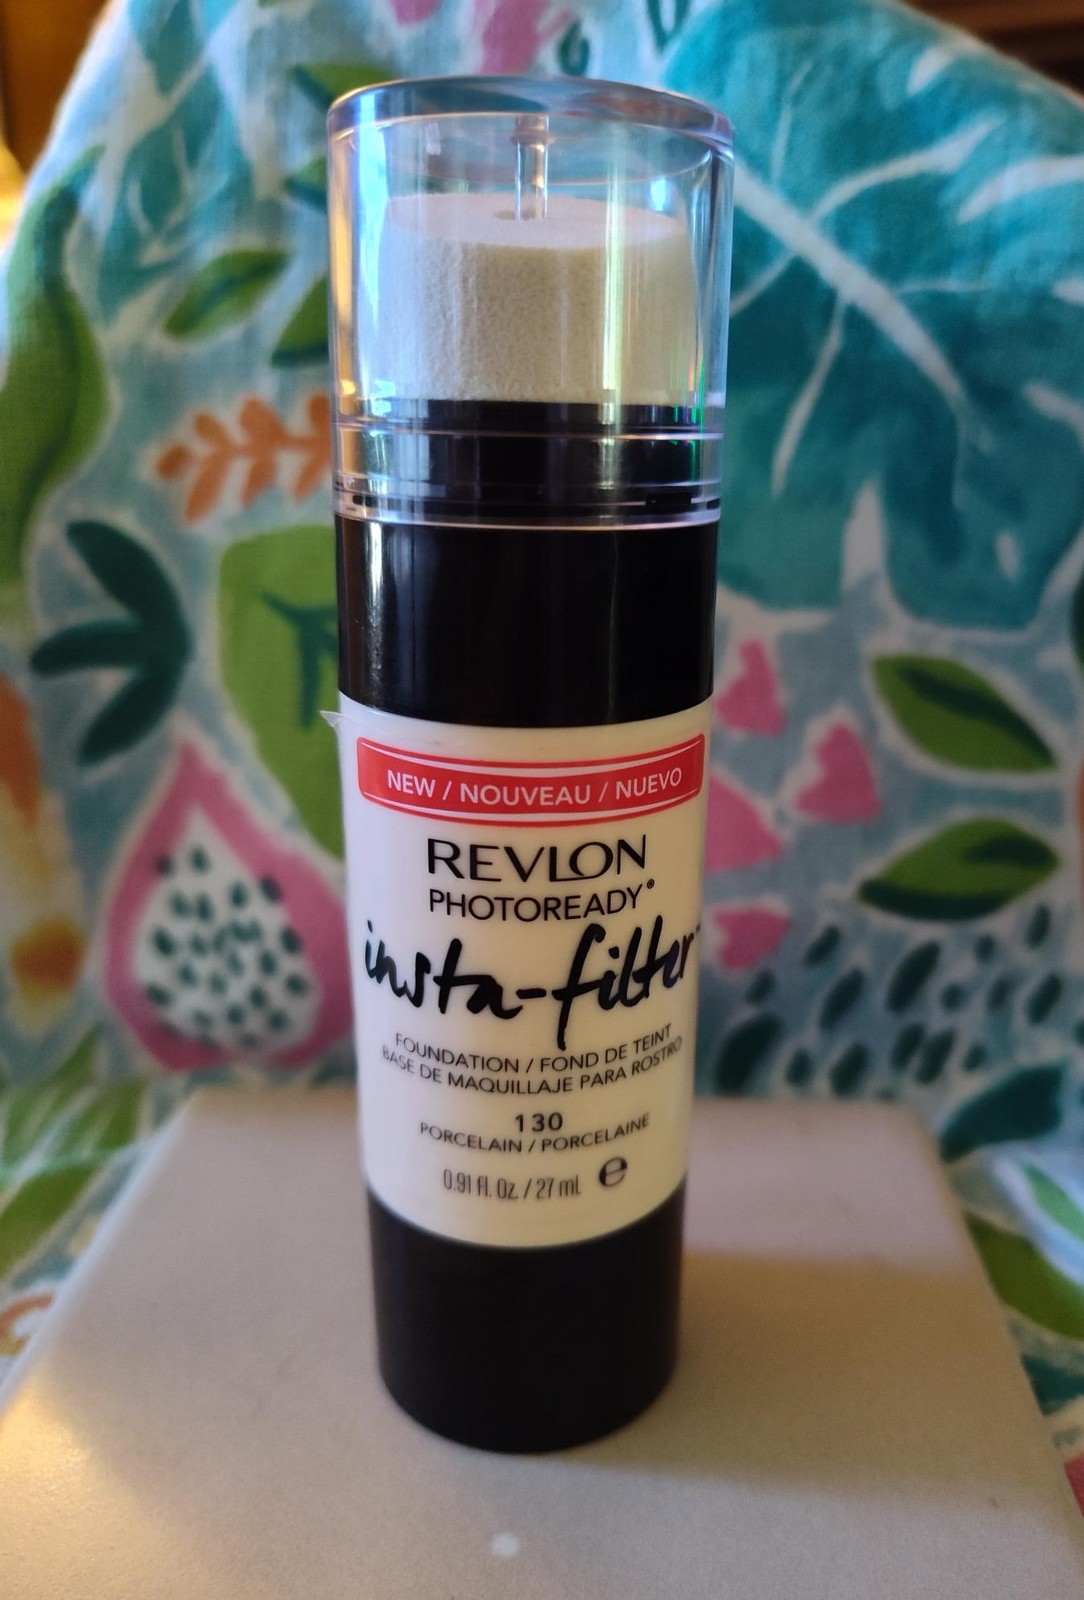 NEW / NOUVEAU / NUEVO
REVLON
PHOTOREADY®
insta-filter™
FOUNDATION / FOND DE TEINT
BASE DE MAQUILLAJE PARA ROSTRO
130
PORCELAIN / PORCELAINE
0.91 fl. Oz. / 27 mL ℮